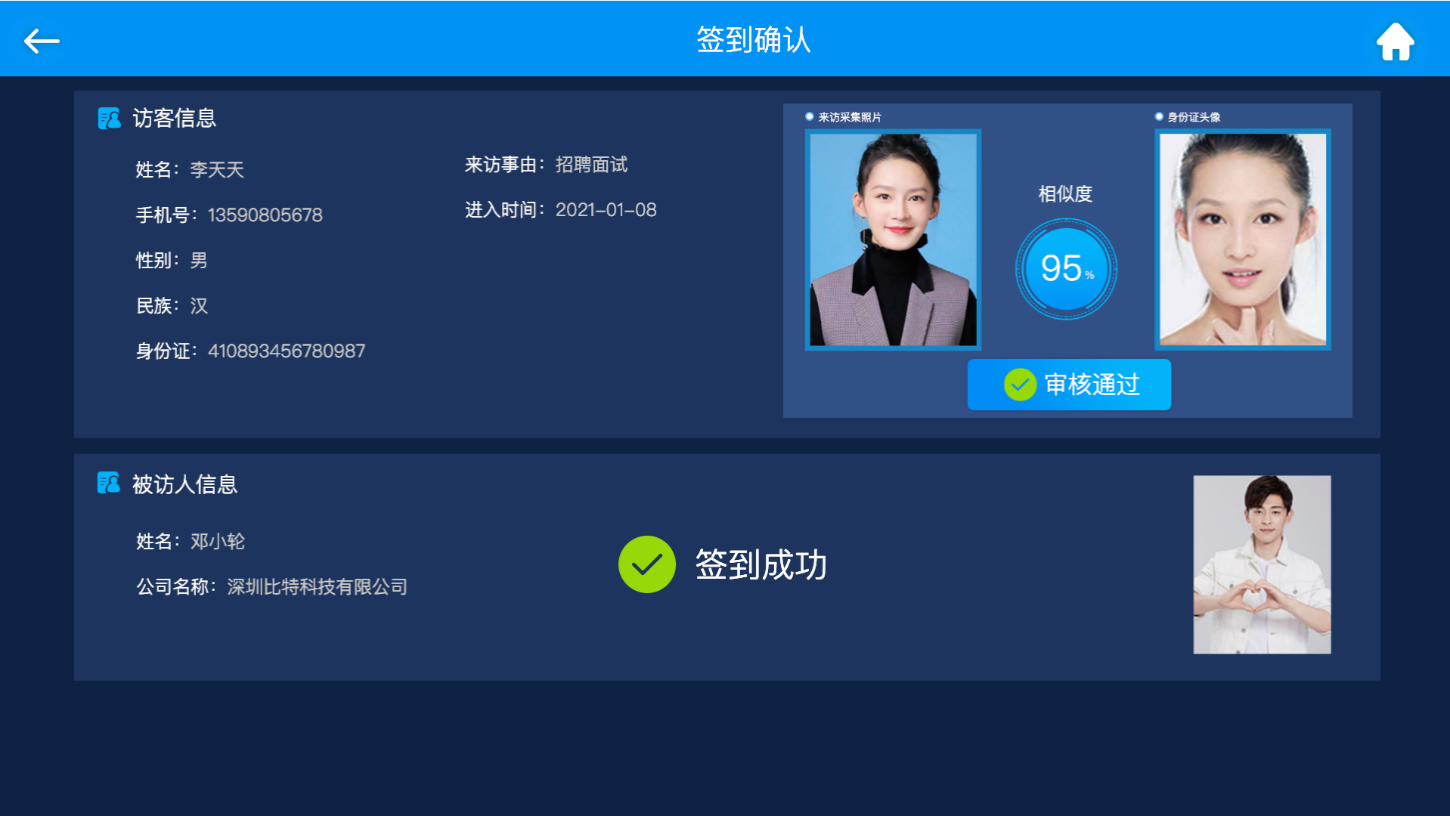 签到确认
访客信息
姓名：李天天
手机号：13590805678
性别：男
民族：汉
身份证：410893456780987
来访事由：招聘面试
进入时间：2021-01-08
来访采集照片
相似度
95%
身份证头像
审核通过
被访人信息
姓名：邓小轮
公司名称：深圳比特科技有限公司
签到成功